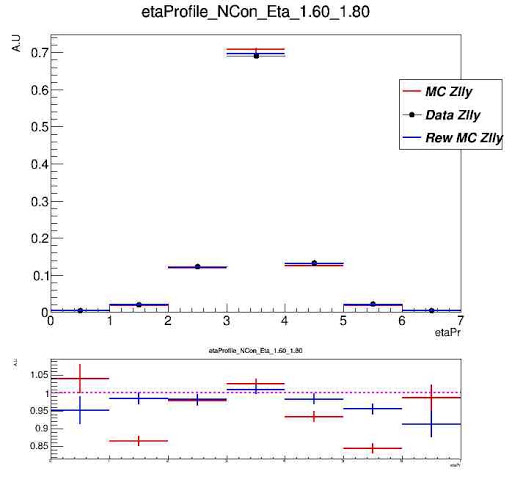 etaProfile_NCon_Eta_1.60_1.80
A.U
0.7
0.6
0.5
0.4
0.3
0.2
0.1
0
0 1 2 3 4 5 6 7
etaPr
MC Zlly
Data Zlly
Rew MC Zlly
etaProfile_NCon_Eta_1.60_1.80
A.U
1.05
1
0.95
0.9
0.85
etaPr